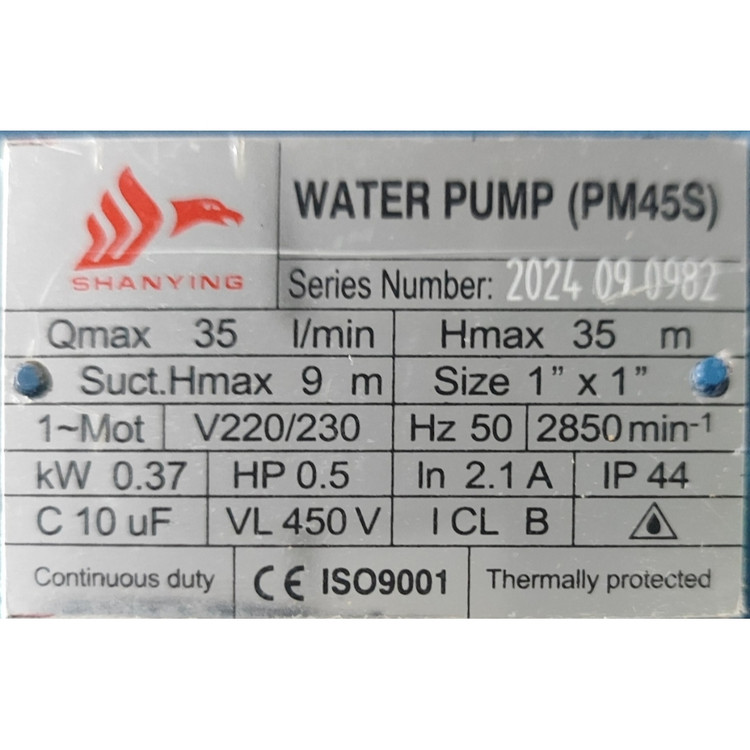 SHANYING
WATER PUMP (PM45S)
Series Number: 2024 09 0982
Qmax 35 l/min Hmax 35 m
Suct.Hmax 9 m Size 1” x 1”
1~Mot V220/230 Hz 50 2850 min-1
kW 0.37 HP 0.5 In 2.1 A IP 44
C 10 uF VL 450 V I CL B
Continuous duty CE ISO9001 Thermally protected